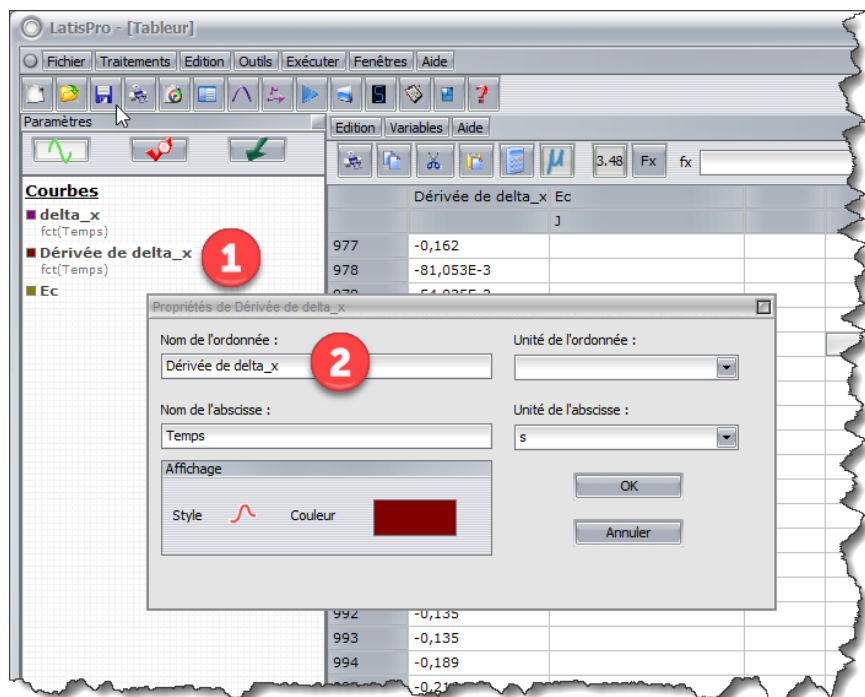 LatisPro - [Tableur]
Fichier Traitements Edition Outils Exécuter Fenêtres Aide
Paramètres
Edition Variables Aide
3.48 Fx fx
Courbes
delta_x
fct(Temps)
Dérivée de delta_x
fct(Temps)
Ec
1
Dérivée de delta_x Ec
J
977 -0,162
978 -81,053E-3
Propriétés de Dérivée de delta_x
Nom de l'ordonnée :
Unité de l'ordonnée :
Dérivée de delta_x
2
Nom de l'abscisse :
Unité de l'abscisse :
Temps
s
Affichage
Style
Couleur
OK
Annuler
992 -0,135
993 -0,135
994 -0,189